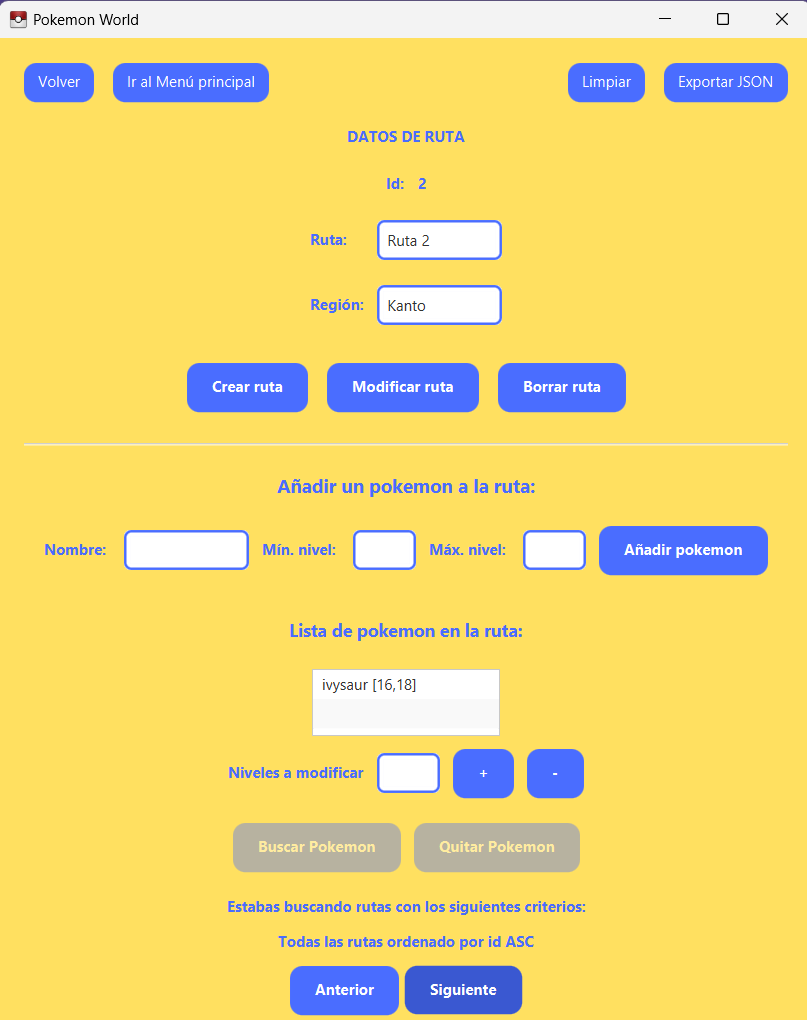 Pokemon World
Volver Ir al Menú principal Limpiar Exportar JSON
DATOS DE RUTA
Id: 2
Ruta: Ruta 2
Región: Kanto
Crear ruta Modificar ruta Borrar ruta
Añadir un pokemon a la ruta:
Nombre: Mín. nivel: Máx. nivel: Añadir pokemon
Lista de pokemon en la ruta:
ivysaur [16,18]
Niveles a modificar + -
Buscar Pokemon Quitar Pokemon
Estabas buscando rutas con los siguientes criterios:
Todas las rutas ordenado por id ASC
Anterior Siguiente